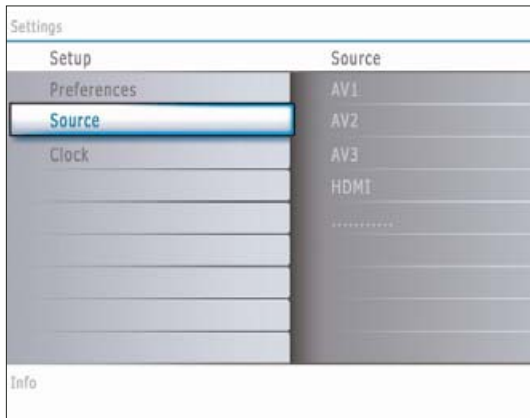 Settings
Setup
Source
Preferences
AV1
Source
AV2
Clock
AV3
HDMI
...........
Info